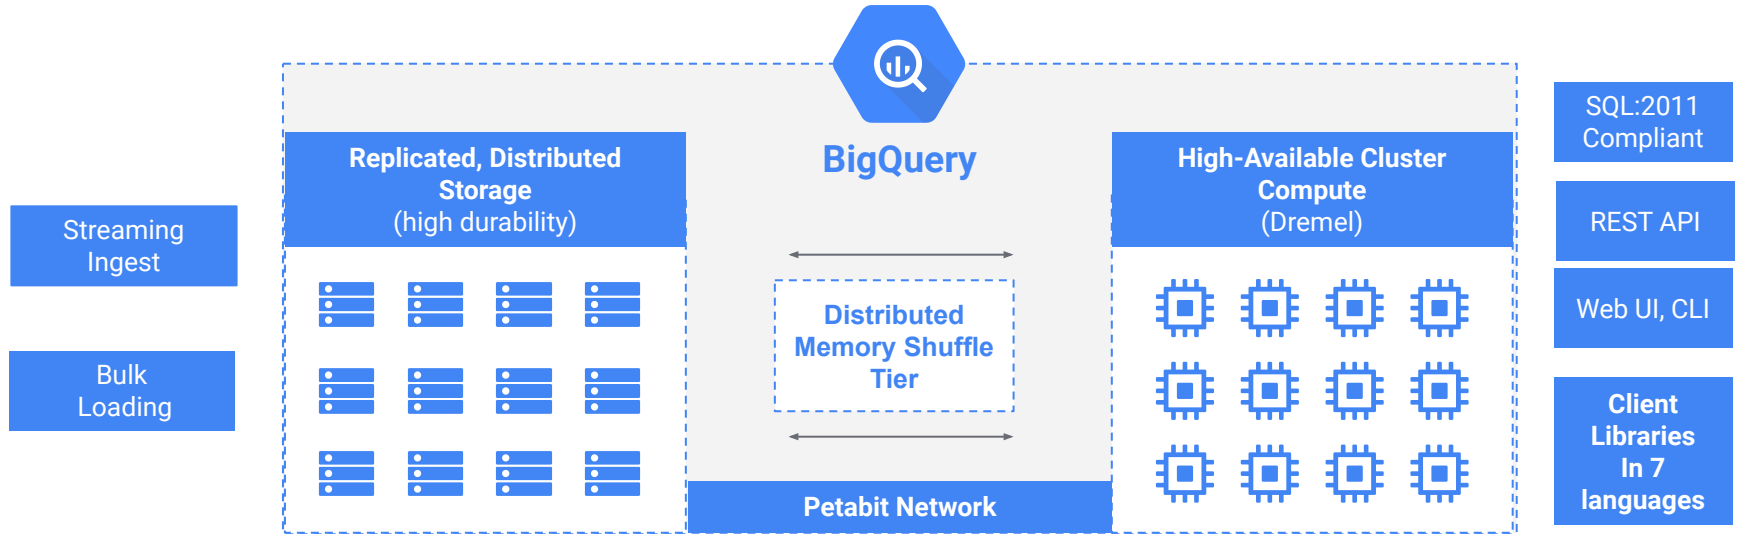 Streaming
Ingest
Bulk
Loading
Replicated, Distributed
Storage
(high durability)
BigQuery
Distributed
Memory Shuffle
Tier
Petabit Network
High-Available Cluster
Compute
(Dremel)
SQL:2011
Compliant
REST API
Web UI, CLI
Client
Libraries
In 7
languages